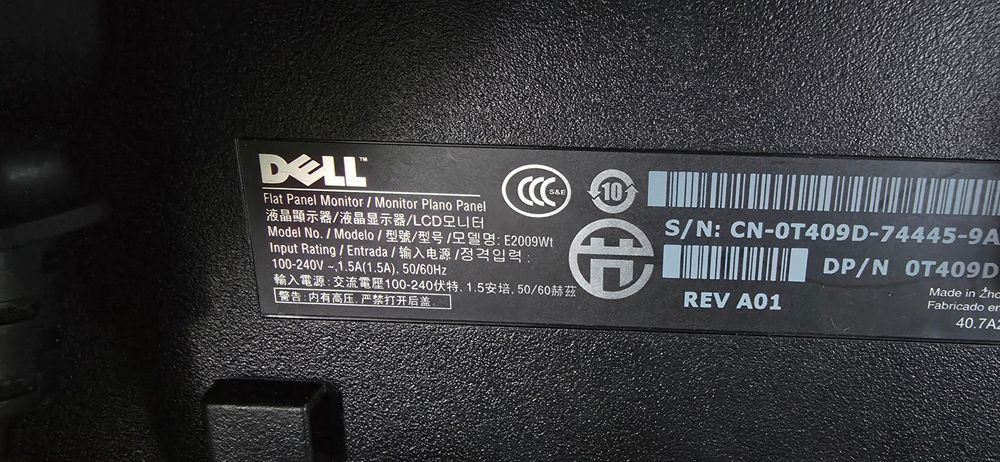 DELL™
Flat Panel Monitor / Monitor Plano Panel
液晶顯示器/液晶显示器/LCD모니터
Model No. / Modelo / 型號/型号/모델명: E2009Wt
Input Rating / Entrada / 输入电源 /정격입력:
100-240V ~,1.5A(1.5A), 50/60Hz
輸入電源: 交流電壓100-240伏特, 1.5安培, 50/60赫茲
警告: 内有高压, 严禁打开后盖.
CCC S&E
10
S/N: CN-0T409D-74445-9A
DP/N 0T409D
REV A01
Made in
Fabricado en
40.7A2